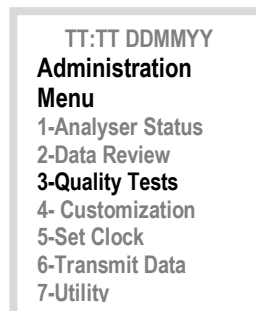 TT:TT DDMMYY
Administration
Menu
1-Analyser Status
2-Data Review
3-Quality Tests
4- Customization
5-Set Clock
6-Transmit Data
7-Utility